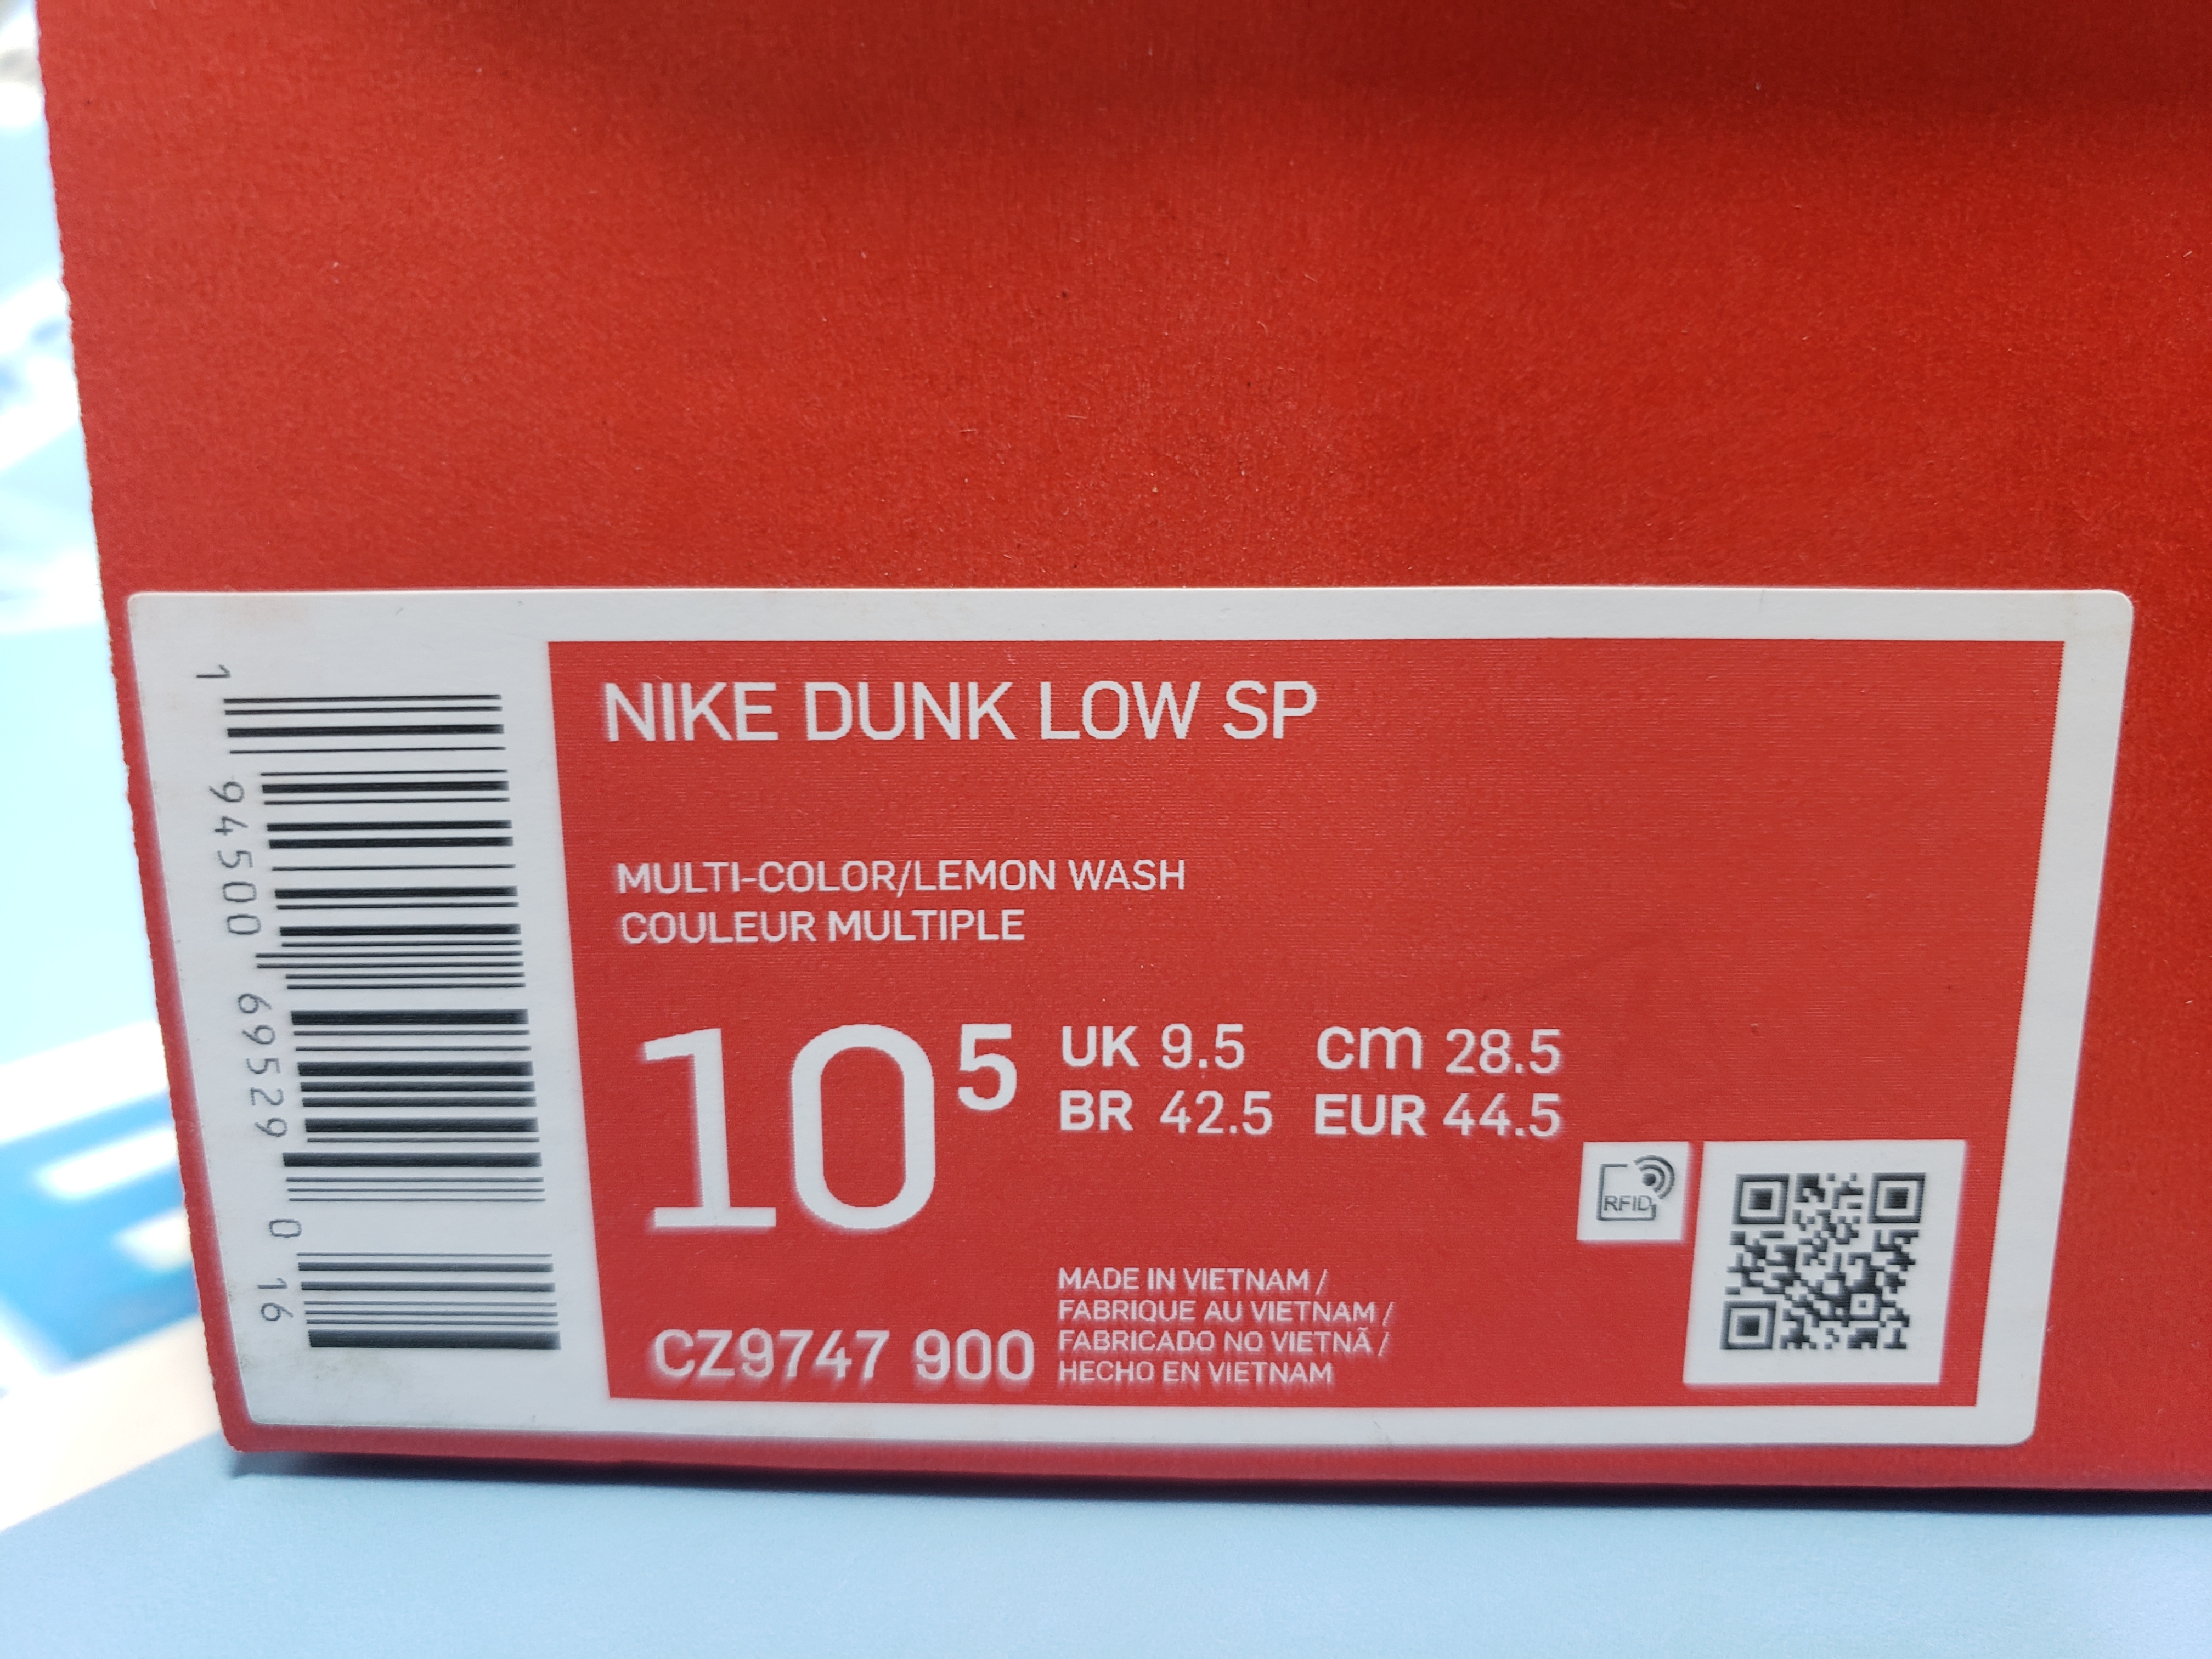 1 94500 69529 0 16
NIKE DUNK LOW SP
MULTI-COLOR/LEMON WASH
COULEUR MULTIPLE
10 5
UK 9.5 cm 28.5
BR 42.5 EUR 44.5
RFID
MADE IN VIETNAM /
FABRIQUE AU VIETNAM /
FABRICADO NO VIETNÃ /
HECHO EN VIETNAM
CZ9747 900